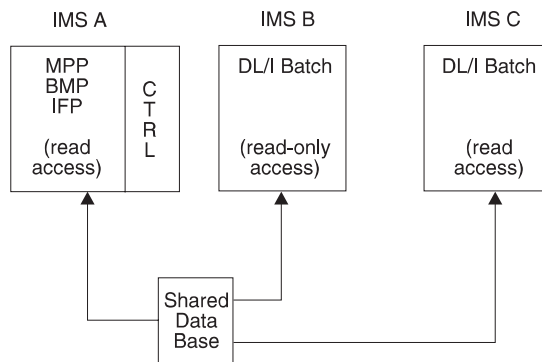 IMS A
IMS B
IMS C
MPP
BMP
IFP
(read
access)
C
T
R
L
DL/I Batch
(read-only
access)
DL/I Batch
(read
access)
Shared
Data
Base